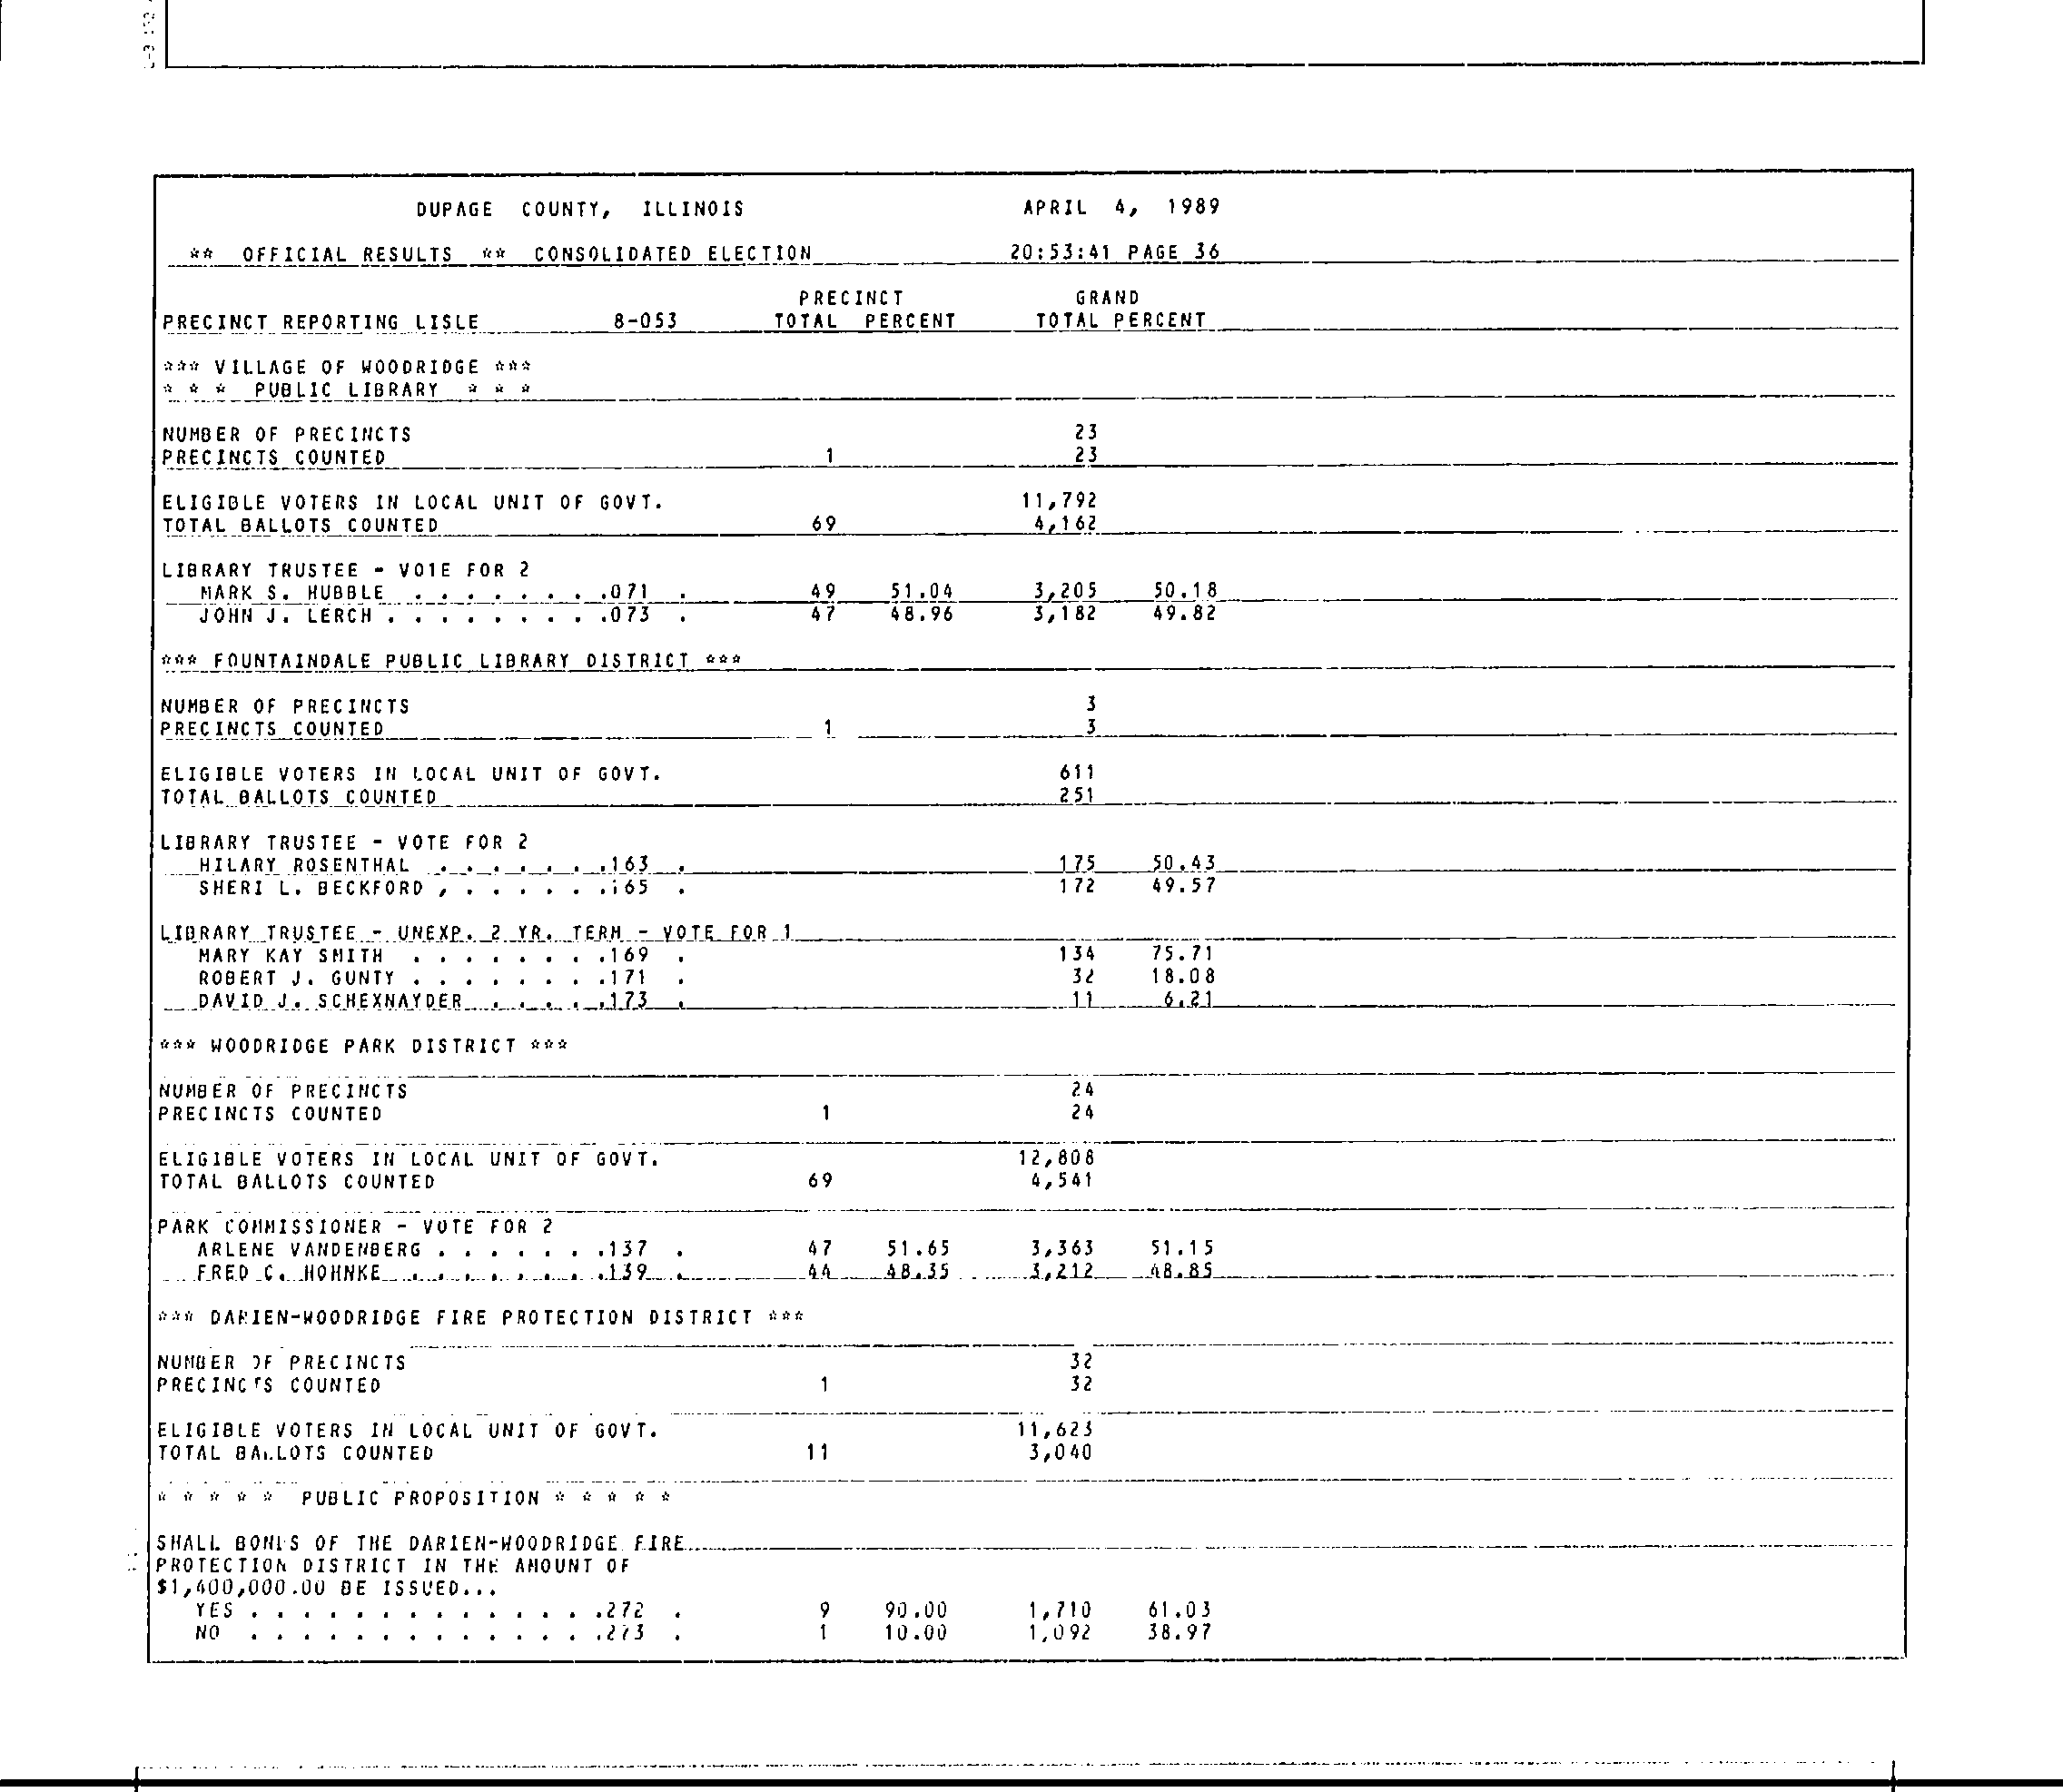 DUPAGE COUNTY, ILLINOIS APRIL 4, 1989
** OFFICIAL RESULTS ** CONSOLIDATED ELECTION 20:53:41 PAGE 36
PRECINCT GRAND
PRECINCT REPORTING LISLE 8-053 TOTAL PERCENT TOTAL PERCENT
*** VILLAGE OF WOODRIDGE ***
* * * PUBLIC LIBRARY * * *
NUMBER OF PRECINCTS 23
PRECINCTS COUNTED 1 23
ELIGIBLE VOTERS IN LOCAL UNIT OF GOVT. 11,792
TOTAL BALLOTS COUNTED 69 4,162
LIBRARY TRUSTEE - VOTE FOR 2
MARK S. HUBBLE . . . . . . . .071 . 49 51.04 3,205 50.18
JOHN J. LERCH . . . . . . . . .073 . 47 48.96 3,182 49.82
*** FOUNTAINDALE PUBLIC LIBRARY DISTRICT ***
NUMBER OF PRECINCTS 3
PRECINCTS COUNTED 1 3
ELIGIBLE VOTERS IN LOCAL UNIT OF GOVT. 611
TOTAL BALLOTS COUNTED 251
LIBRARY TRUSTEE - VOTE FOR 2
HILARY ROSENTHAL . . . . . . .163 . 175 50.43
SHERI L. BECKFORD , . . . . . .165 . 172 49.57
LIBRARY TRUSTEE - UNEXP. 2 YR. TERM - VOTE FOR 1
MARY KAY SMITH . . . . . . . .169 . 134 75.71
ROBERT J. GUNTY . . . . . . . .171 . 32 18.08
DAVID J. SCHEXNAYDER . . . . .173 . 11 6.21
*** WOODRIDGE PARK DISTRICT ***
NUMBER OF PRECINCTS 24
PRECINCTS COUNTED 1 24
ELIGIBLE VOTERS IN LOCAL UNIT OF GOVT. 12,808
TOTAL BALLOTS COUNTED 69 4,541
PARK COMMISSIONER - VOTE FOR 2
ARLENE VANDENBERG . . . . . . .137 . 47 51.65 3,363 51.15
FRED C. HOHNKE . . . . . . . .139 . 44 48.35 3,212 48.85
*** DARIEN-WOODRIDGE FIRE PROTECTION DISTRICT ***
NUMBER OF PRECINCTS 32
PRECINCTS COUNTED 1 32
ELIGIBLE VOTERS IN LOCAL UNIT OF GOVT. 11,623
TOTAL BALLOTS COUNTED 11 3,040
* * * * * PUBLIC PROPOSITION * * * * *
SHALL BONDS OF THE DARIEN-WOODRIDGE FIRE
PROTECTION DISTRICT IN THE AMOUNT OF
$1,400,000.00 BE ISSUED...
YES . . . . . . . . . . . . . .272 . 9 90.00 1,710 61.03
NO . . . . . . . . . . . . . .273 . 1 10.00 1,092 38.97